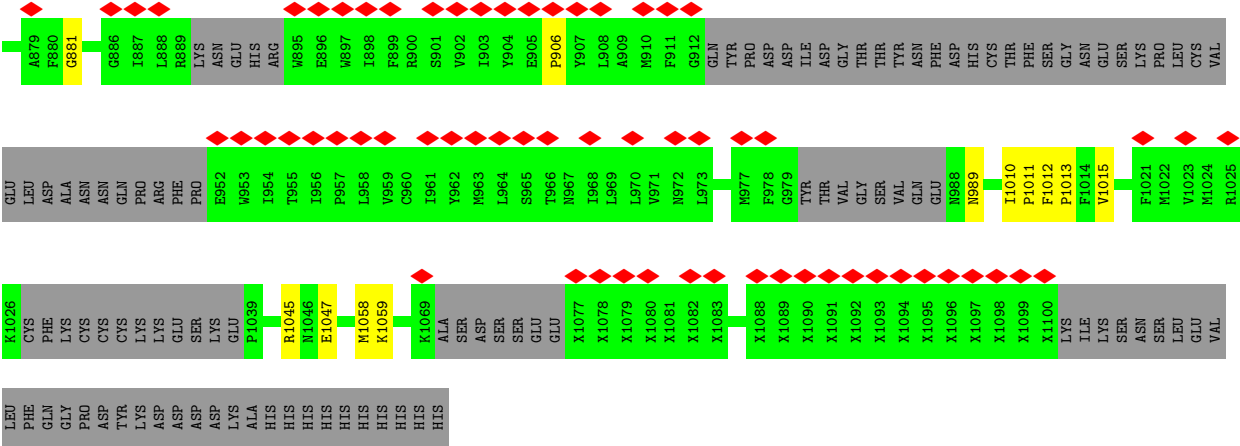 A879 F880 G881 G886 I887 L888 R889 LYS ASN GLU HIS ARG W895 E896 W897 I898 F899 R900 S901 V902 I903 Y904 E905 P906 Y907 L908 A909 M910 F911 G912 GLN TYR PRO ASP ASP ILE ASP GLY THR THR TYR ASN PHE ASP HIS CYS THR PHE SER GLY ASN GLU SER LYS PRO LEU CYS VAL
GLU LEU ASP ALA ASN ASN GLN PRO ARG PHE PRO E952 W953 I954 T955 I956 P957 L958 V959 C960 I961 Y962 M963 L964 S965 T966 N967 I968 L969 L970 V971 N972 L973 M977 F978 G979 TYR THR VAL GLY SER VAL GLN GLU N988 N989 I1010 P1011 F1012 P1013 F1014 V1015 F1021 M1022 V1023 M1024 R1025
K1026 CYS PHE LYS CYS CYS CYS LYS LYS GLU SER LYS GLU P1039 R1045 N1046 E1047 M1058 K1059 K1069 ALA SER ASP SER SER GLU GLU X1077 X1078 X1079 X1080 X1081 X1082 X1083 X1088 X1089 X1090 X1091 X1092 X1093 X1094 X1095 X1096 X1097 X1098 X1099 X1100 LYS ILE LYS SER ASN SER LEU GLU VAL
LEU PHE GLN GLY PRO ASP TYR LYS ASP ASP ASP ASP LYS ALA HIS HIS HIS HIS HIS HIS HIS HIS HIS HIS